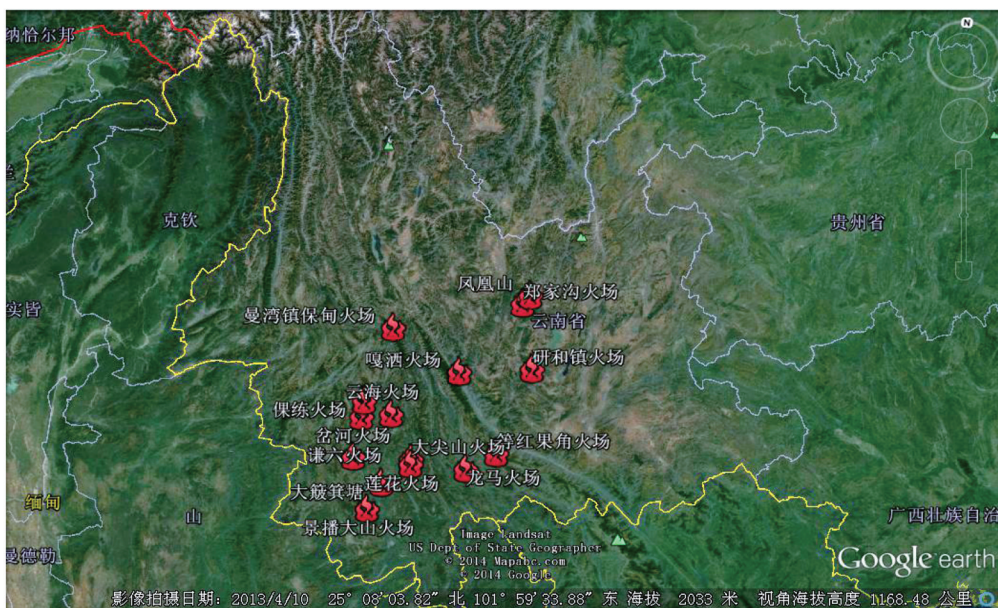 纳恰尔邦
N
克钦
贵州省
实皆
凤凰山
郑家沟火场
曼湾镇保甸火场
云南省
嘎洒火场
研和镇火场
云海火场
倮练火场
岔河火场
大尖山火场
等红果角火场
谦六火场
莲花火场
龙马火场
大簸箕塘
缅甸
山
广西壮族自治
景播大山火场
曼德勒
Image Landsat
US Dept of State Geographer
© 2014 Mapabc.com
© 2014 Google
Google earth
影像拍摄日期: 2013/4/10 25° 08'03.82" 北 101° 59'33.88" 东 海拔 2033 米 视角海拔高度 1168.48 公里